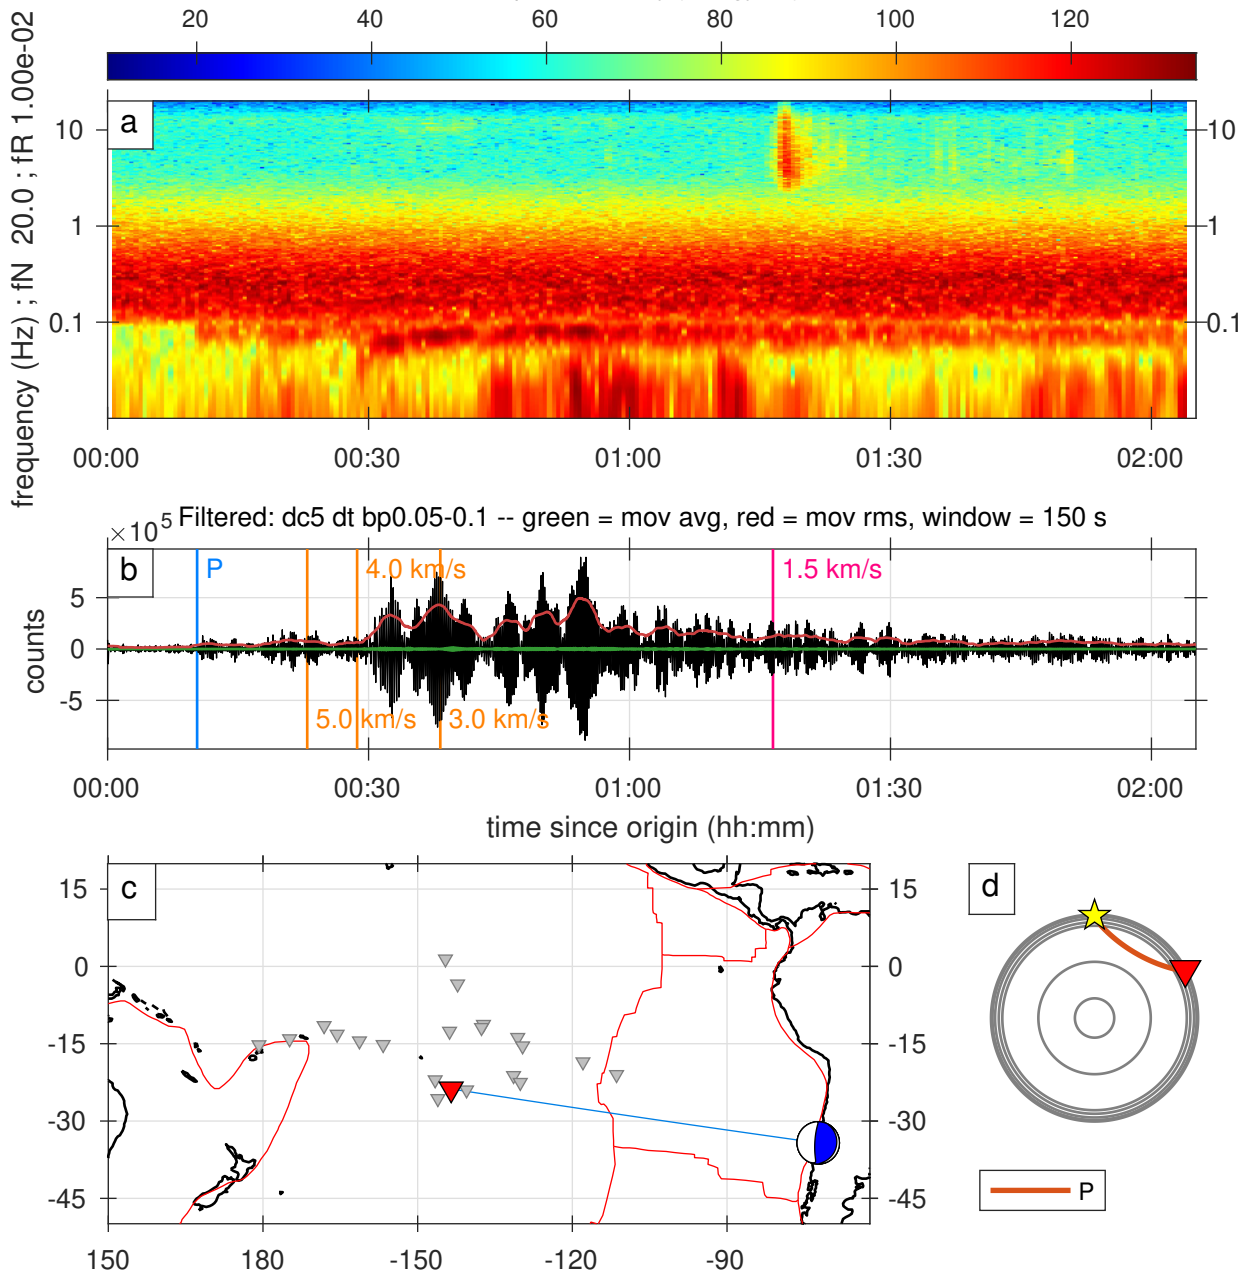 20 40 60 80 100 120
frequency (Hz) ; fN 20.0 ; fR 1.00e-02
a
10 10
1 1
0.1 0.1
00:00 00:30 01:00 01:30 02:00
×10^5 Filtered: dc5 dt bp0.05-0.1 -- green = mov avg, red = mov rms, window = 150 s
b
P
4.0 km/s
1.5 km/s
5.0 km/s
3.0 km/s
counts
5
0
-5
00:00 00:30 01:00 01:30 02:00
time since origin (hh:mm)
c
15 15
0 0
-15 -15
-30 -30
-45 -45
150 180 -150 -120 -90
d
P